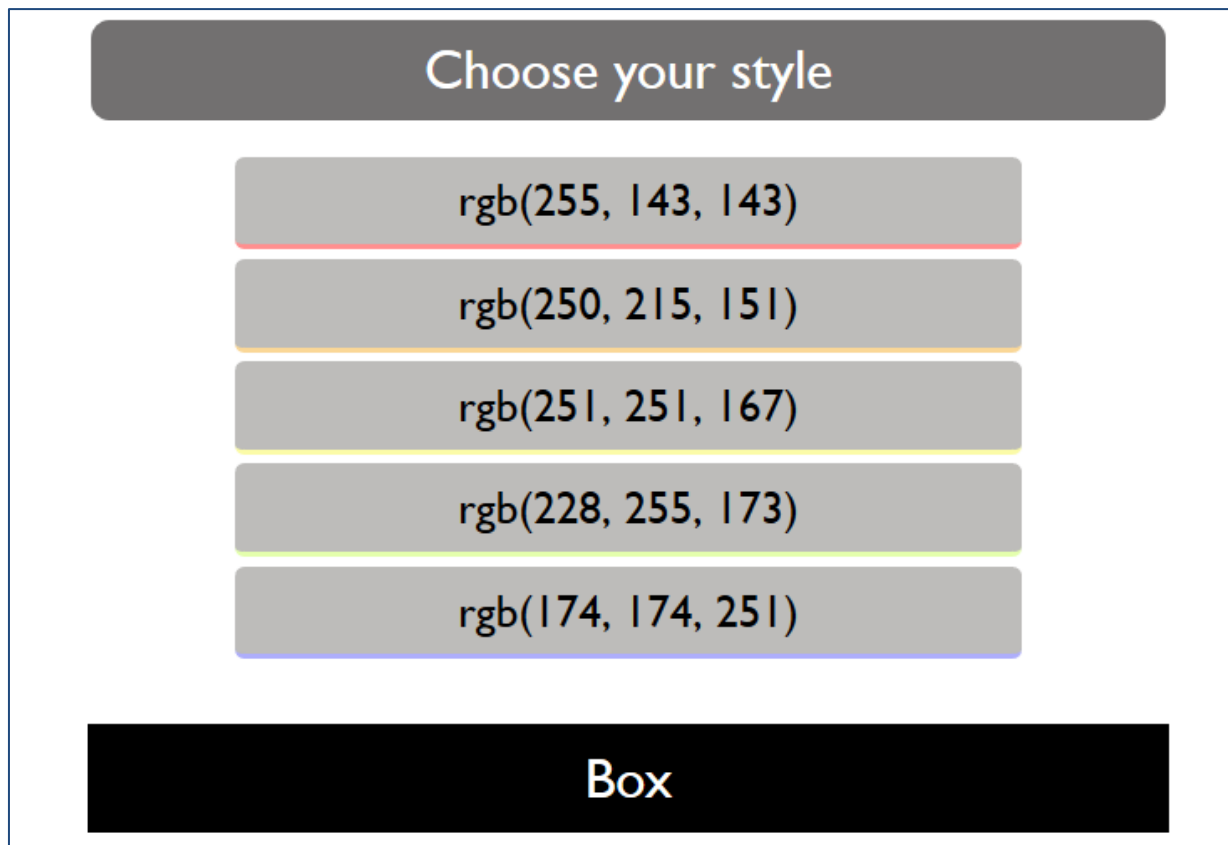 Choose your style
rgb(255, 143, 143)
rgb(250, 215, 151)
rgb(251, 251, 167)
rgb(228, 255, 173)
rgb(174, 174, 251)
Box